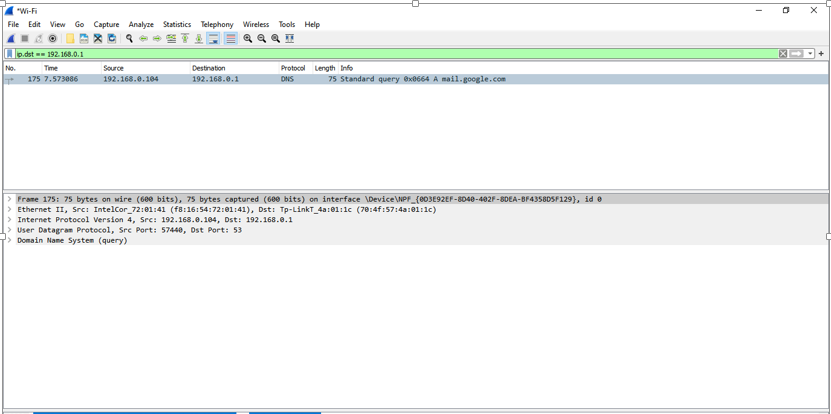 *Wi-Fi
File Edit View Go Capture Analyze Statistics Telephony Wireless Tools Help
ip.dst == 192.168.0.1
No. Time Source Destination Protocol Length Info
175 7.573086 192.168.0.104 192.168.0.1 DNS 75 Standard query 0x0664 A mail.google.com
Frame 175: 75 bytes on wire (600 bits), 75 bytes captured (600 bits) on interface \Device\NPF_{0D3E92EF-8D40-402F-8DEA-BF4358D5F129}, id 0
Ethernet II, Src: IntelCor_72:01:41 (f8:16:54:72:01:41), Dst: Tp-LinkT_4a:01:1c (70:4f:57:4a:01:1c)
Internet Protocol Version 4, Src: 192.168.0.104, Dst: 192.168.0.1
User Datagram Protocol, Src Port: 57440, Dst Port: 53
Domain Name System (query)